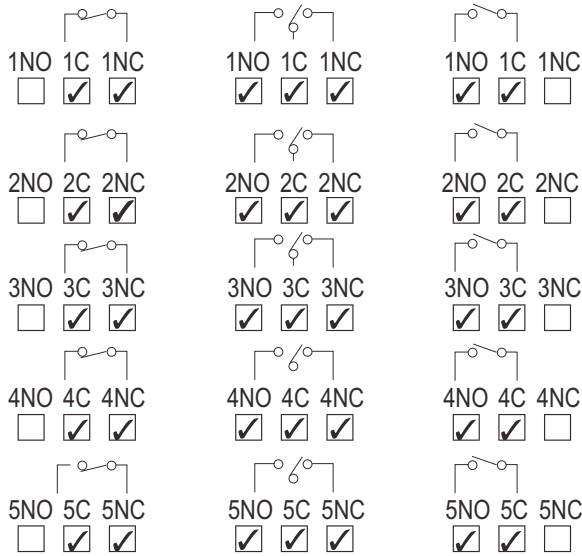 1NO 1C 1NC 1NO 1C 1NC 1NO 1C 1NC
2NO 2C 2NC 2NO 2C 2NC 2NO 2C 2NC
3NO 3C 3NC 3NO 3C 3NC 3NO 3C 3NC
4NO 4C 4NC 4NO 4C 4NC 4NO 4C 4NC
5NO 5C 5NC 5NO 5C 5NC 5NO 5C 5NC